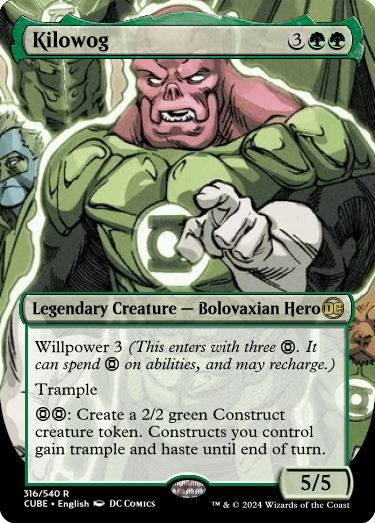 Kilowog 3
Legendary Creature — Bolovaxian Hero DC
Willpower 3 (This enters with three . It
can spend on abilities, and may recharge.)
Trample
: Create a 2/2 green Construct
creature token. Constructs you control
gain trample and haste until end of turn.
5/5
316/540 R
CUBE • English DC COMICS ™ & © 2024 Wizards of the Coast